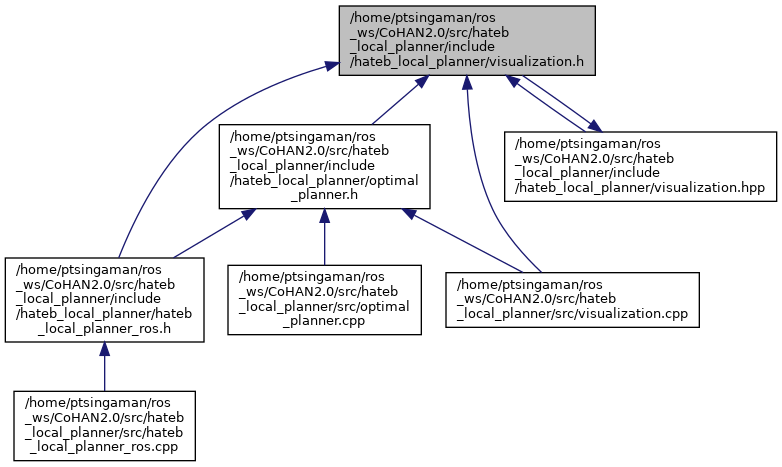 /home/ptsingaman/ros
_ws/CoHAN2.0/src/hateb
_local_planner/include
/hateb_local_planner/visualization.h
/home/ptsingaman/ros
_ws/CoHAN2.0/src/hateb
_local_planner/include
/hateb_local_planner/optimal
_planner.h
/home/ptsingaman/ros
_ws/CoHAN2.0/src/hateb
_local_planner/include
/hateb_local_planner/visualization.hpp
/home/ptsingaman/ros
_ws/CoHAN2.0/src/hateb
_local_planner/include
/hateb_local_planner/hateb
_local_planner_ros.h
/home/ptsingaman/ros
_ws/CoHAN2.0/src/hateb
_local_planner/src/optimal
_planner.cpp
/home/ptsingaman/ros
_ws/CoHAN2.0/src/hateb
_local_planner/src/visualization.cpp
/home/ptsingaman/ros
_ws/CoHAN2.0/src/hateb
_local_planner/src/hateb
_local_planner_ros.cpp